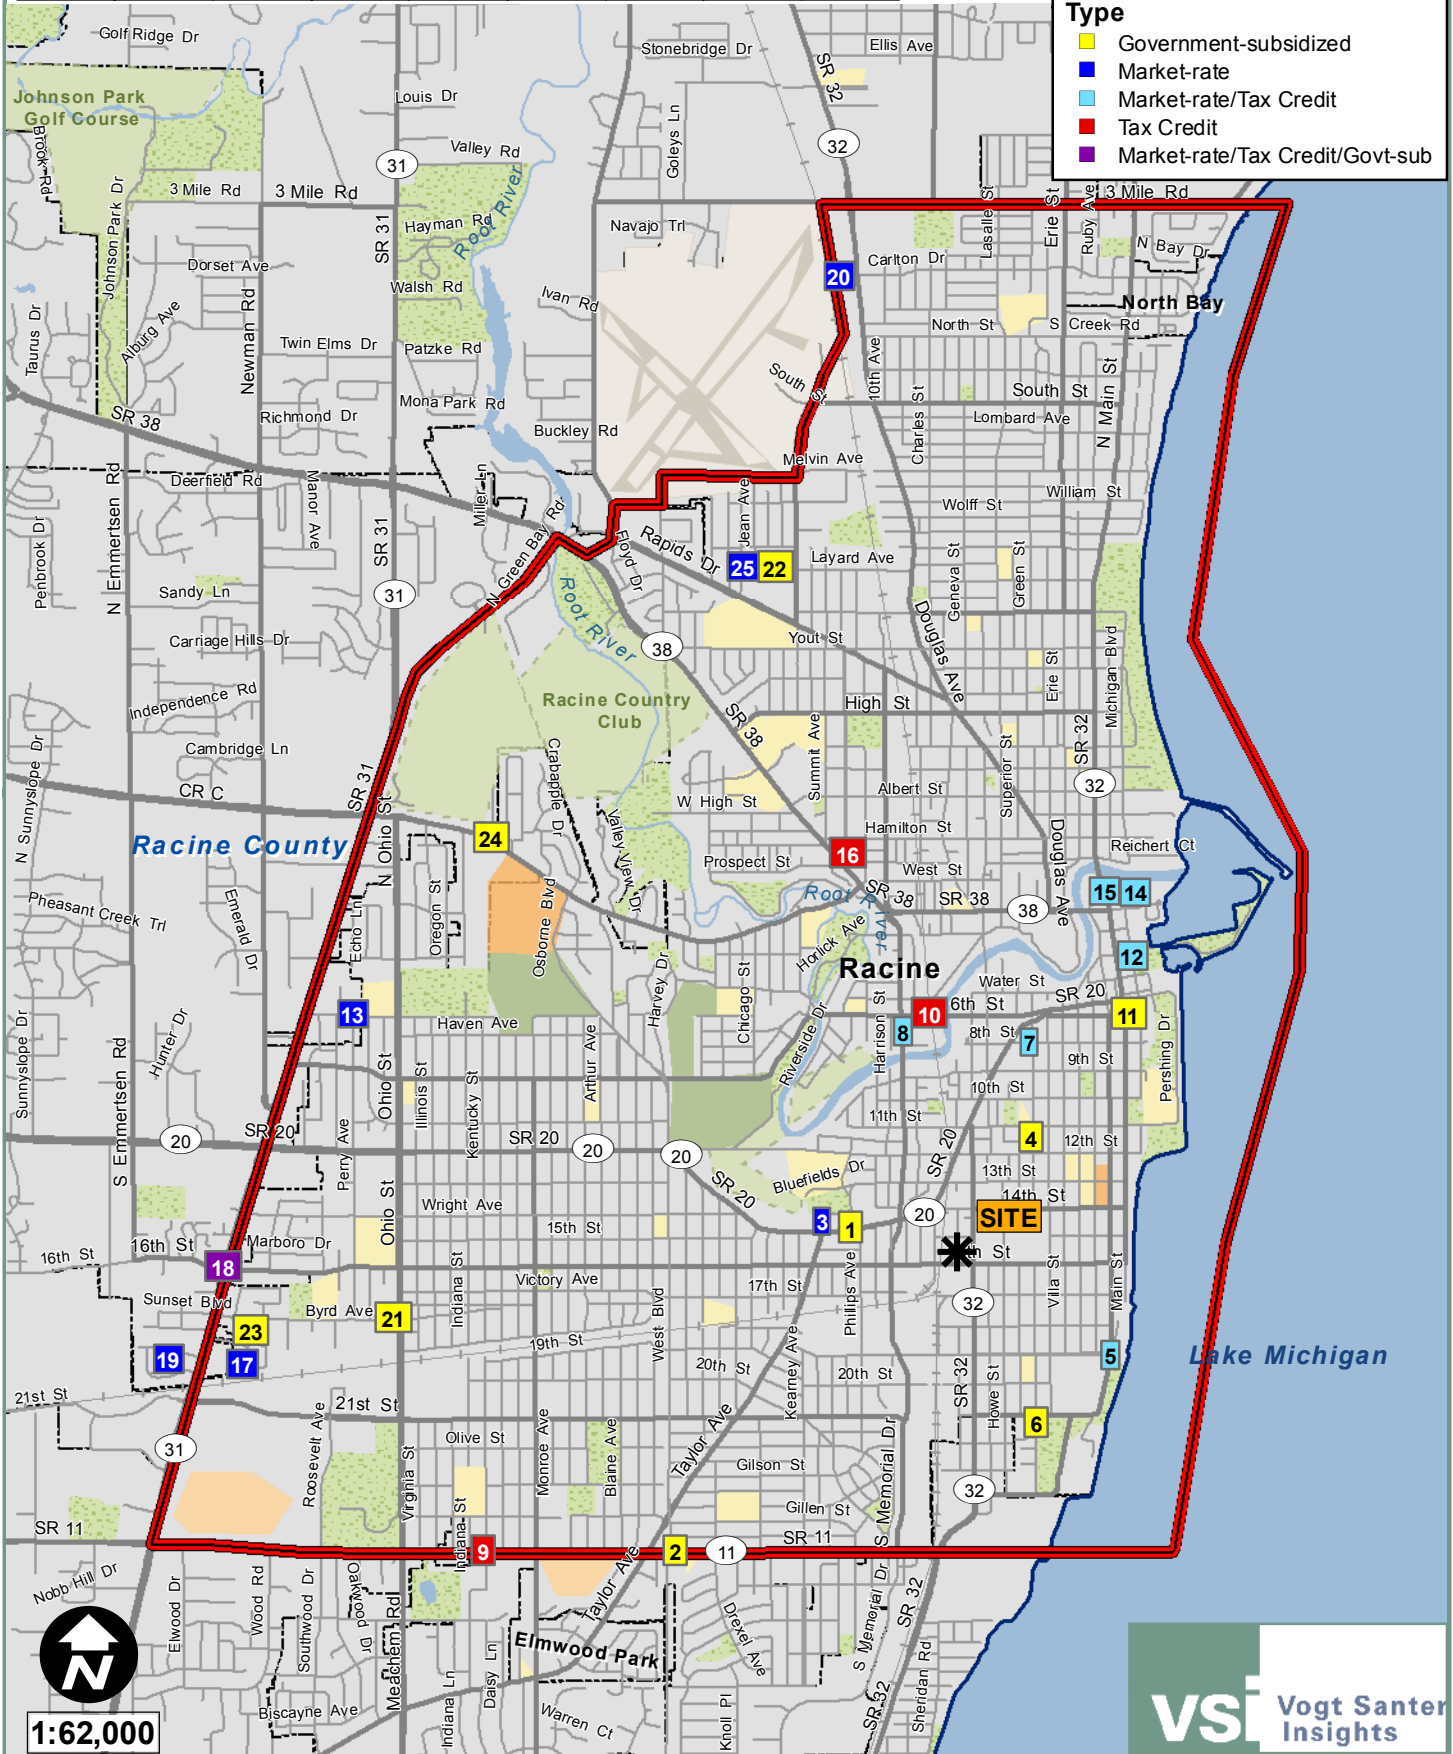 Type
Government-subsidized
Market-rate
Market-rate/Tax Credit
Tax Credit
Market-rate/Tax Credit/Govt-sub
Golf Ridge Dr
Stonebridge Dr
Ellis Ave
SR 32
Johnson Park
Golf Course
Louis Dr
Goleys Ln
Brook Rd
Valley Rd
32
31
3 Mile Rd
3 Mile Rd
3 Mile Rd
Johnson Park Dr
SR 31
Hayman Rd
Root River
Navajo Trl
Lasalle St
Erie St
Ruby Ave
N Bay Dr
Dorset Ave
Carlton Dr
20
Walsh Rd
Ivan Rd
North Bay
Taurus Dr
Alburg Ave
Newman Rd
Twin Elms Dr
Patzke Rd
North St
S Creek Rd
10th Ave
South St
South St
N Main St
SR 38
Richmond Dr
Mona Park Rd
Buckley Rd
Charles St
Lombard Ave
Melvin Ave
N Emmertsen Rd
Deerfield Rd
Manor Ave
Miller Ln
William St
Wolff St
Jean Ave
Penbrook Dr
SR 31
N Green Bay Rd
Floyd Dr
Rapids Dr
Layard Ave
Geneva St
Green St
25
22
31
Sandy Ln
Root River
Carriage Hills Dr
38
Yout St
Douglas Ave
Erie St
Michigan Blvd
Independence Rd
Racine Country
Club
High St
SR 38
Summit Ave
SR 32
N Sunnyslope Dr
Cambridge Ln
Crabapple Dr
Superior St
32
CR C
SR 31
N Ohio St
W High St
Albert St
Valley View Dr
Hamilton St
Douglas Ave
24
Racine County
16
Reichert Ct
Prospect St
West St
Pheasant Creek Trl
Emerald Dr
Echo Ln
Oregon St
Osborne Blvd
Root River
SR 38
SR 38
38
15
14
Horlick Ave
Racine
12
Harvey Dr
Chicago St
Water St
Sunnyslope Dr
Hunter Dr
13
Haven Ave
Harrison St
10
6th St
SR 20
11
8
8th St
7
Riverside Dr
Pershing Dr
9th St
S Emmertsen Rd
Ohio St
Illinois St
Kentucky St
Arthur Ave
10th St
11th St
20
SR 20
Perry Ave
SR 20
20
20
SR 20
4
12th St
Bluefields Dr
13th St
14th St
SR 20
Wright Ave
Ohio St
15th St
3
1
20
SITE
16th St
16th St
Marboro Dr
th St
18
Indiana St
Victory Ave
17th St
Philips Ave
Villa St
Main St
Sunset Blvd
Byrd Ave
21
32
23
19th St
West Blvd
Kearney Ave
19
17
20th St
20th St
SR 32
Howe St
5
Lake Michigan
21st St
21st St
6
Roosevelt Ave
Virginia St
Olive St
Monroe Ave
Blaine Ave
Taylor Ave
S Memorial Dr
Gilson St
31
32
Indiana St
Gillen St
SR 11
SR 11
9
2
11
Nobb Hill Dr
Elwood Dr
Wood Rd
Southwood Dr
Oakwood Dr
Meachem Rd
Taylor Ave
S Memorial Dr
SR 32
Drexel Ave
Elmwood Park
Indiana Ln
Daisy Ln
Sheridan Rd
SR 32
N
Biscayne Ave
Warren Ct
Knoll Pl
1:62,000
vsi
Vogt Santer
Insights